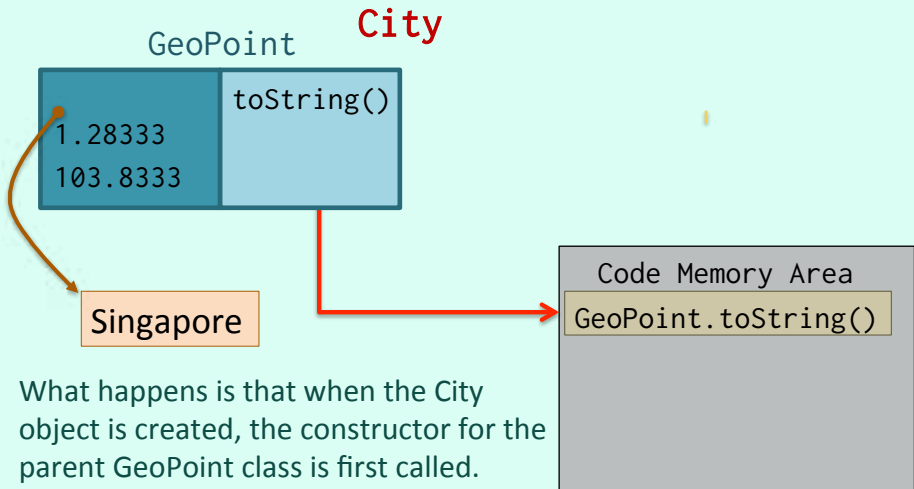 City
GeoPoint
toString()
1.28333
103.8333
Code Memory Area
GeoPoint.toString()
Singapore
What happens is that when the City
object is created, the constructor for the
parent GeoPoint class is first called.